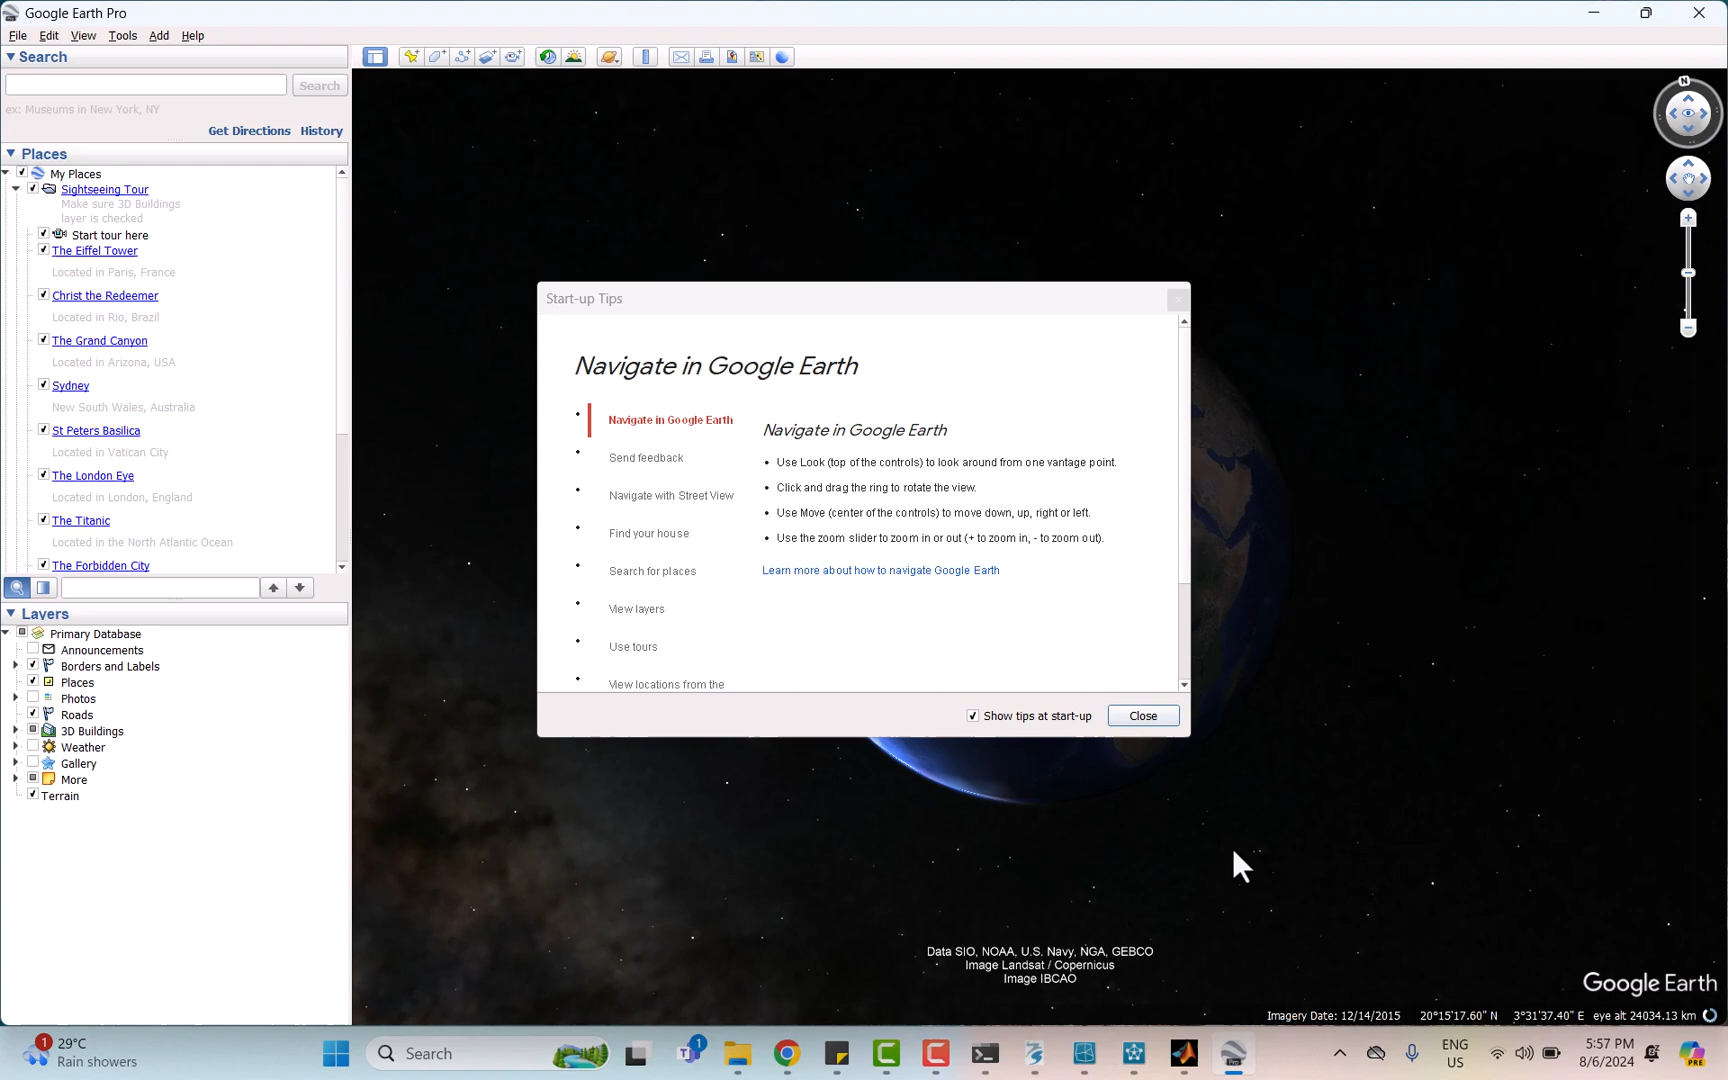 Google Earth Pro
File Edit View Tools Add Help
Search
Search
ex: Museums in New York, NY
Get Directions History
Places
My Places
Sightseeing Tour
Make sure 3D Buildings
layer is checked
Start tour here
The Eiffel Tower
Located in Paris, France
Christ the Redeemer
Located in Rio, Brazil
The Grand Canyon
Located in Arizona, USA
Sydney
New South Wales, Australia
St Peters Basilica
Located in Vatican City
The London Eye
Located in London, England
The Titanic
Located in the North Atlantic Ocean
The Forbidden City
Layers
Primary Database
Announcements
Borders and Labels
Places
Photos
Roads
3D Buildings
Weather
Gallery
More
Terrain
N
Start-up Tips
Navigate in Google Earth
Navigate in Google Earth
Send feedback
Navigate with Street View
Find your house
Search for places
View layers
Use tours
View locations from the
Navigate in Google Earth
• Use Look (top of the controls) to look around from one vantage point.
• Click and drag the ring to rotate the view.
• Use Move (center of the controls) to move down, up, right or left.
• Use the zoom slider to zoom in or out (+ to zoom in, - to zoom out).
Learn more about how to navigate Google Earth
Show tips at start-up
Close
Data SIO, NOAA, U.S. Navy, NGA, GEBCO
Image Landsat / Copernicus
Image IBCAO
Google Earth
Imagery Date: 12/14/2015 20°15'17.60" N 3°31'37.40" E eye alt 24034.13 km
1
29°C
Rain showers
Search
1
Pro
ENG
US
5:57 PM
8/6/2024
PRE